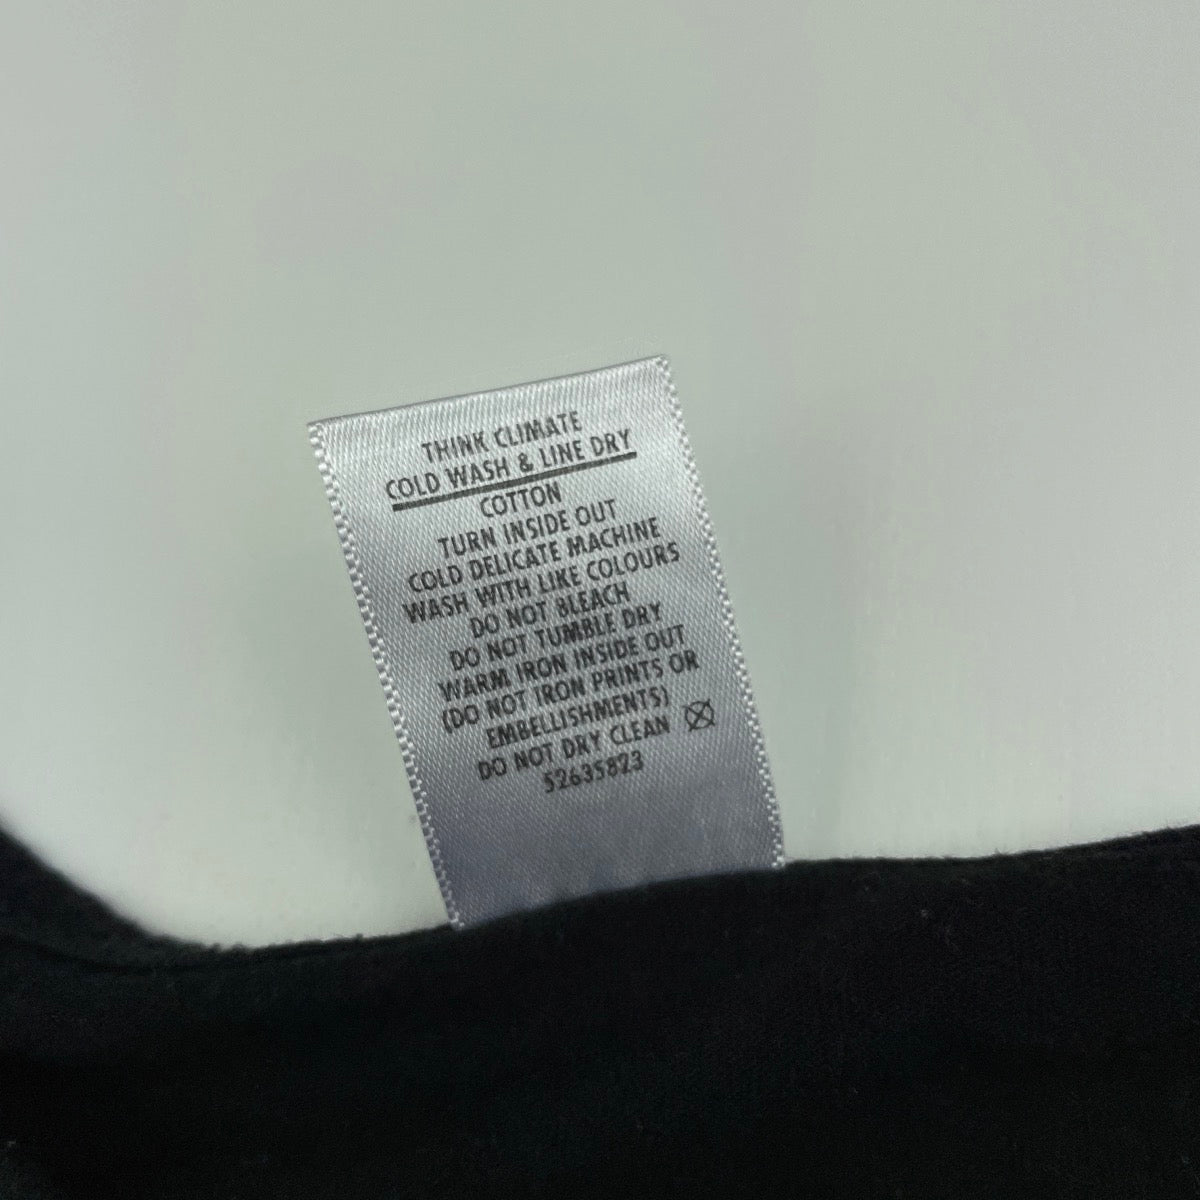 THINK CLIMATE
COLD WASH & LINE DRY
COTTON
TURN INSIDE OUT
COLD DELICATE MACHINE
WASH WITH LIKE COLOURS
DO NOT BLEACH
DO NOT TUMBLE DRY
WARM IRON INSIDE OUT
(DO NOT IRON PRINTS OR
EMBELLISHMENTS)
DO NOT DRY CLEAN
52635823